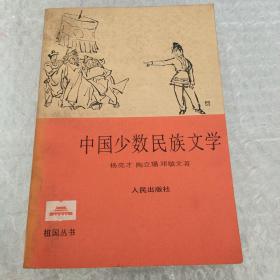 中国少数民族文学
杨亮才 陶立璠 邓敏文著
人民出版社
祖国丛书